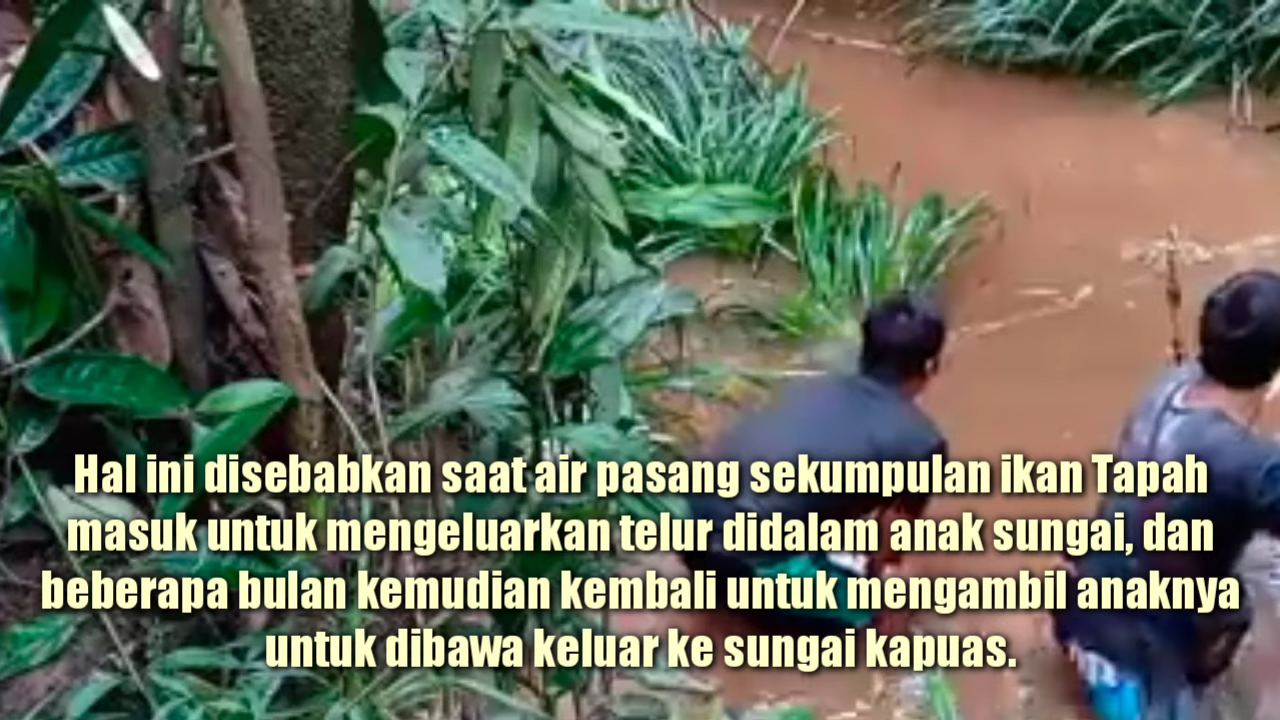 Hal ini disebabkan saat air pasang sekumpulan ikan Tapah
masuk untuk mengeluarkan telur didalam anak sungai, dan
beberapa bulan kemudian kembali untuk mengambil anaknya
untuk dibawa keluar ke sungai kapuas.